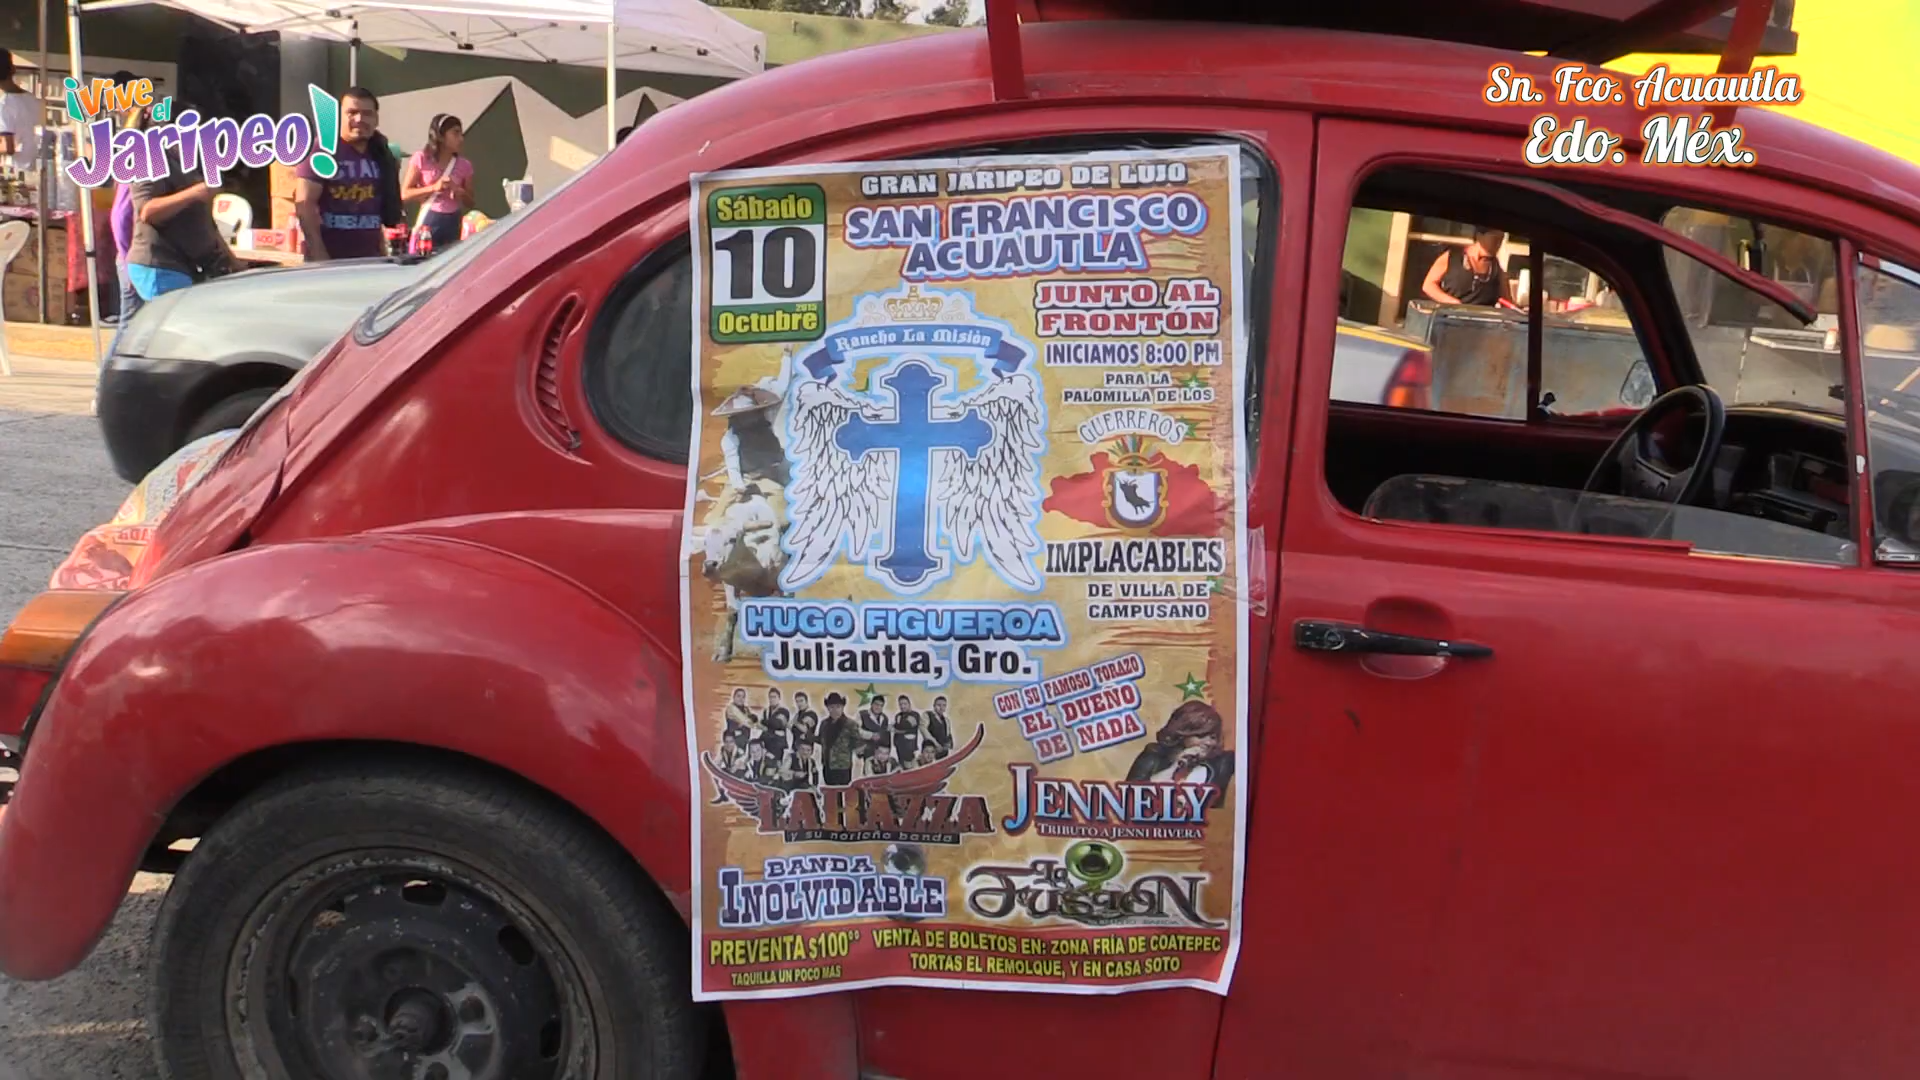 ¡Vive el
Jaripeo!
Sn. Fco. Acuautla
Edo. Méx.
Sábado
10
2015
Octubre
GRAN JARIPEO DE LUJO
SAN FRANCISCO
ACUAUTLA
JUNTO AL
FRONTÓN
INICIAMOS 8:00 PM
PARA LA
PALOMILLA DE LOS
GUERREROS
IMPLACABLES
DE VILLA DE
CAMPUSANO
Rancho La Misión
HUGO FIGUEROA
Juliantla, Gro.
CON SU FAMOSO TORAZO
EL DUEÑO
DE NADA
LA RAZZA
y su norteño banda
JENNELY
TRIBUTO A JENNI RIVERA
BANDA
INOLVIDABLE
La
Fusion
PREVENTA $100°°
TAQUILLA UN POCO MAS
VENTA DE BOLETOS EN: ZONA FRÍA DE COATEPEC
TORTAS EL REMOLQUE, Y EN CASA SOTO